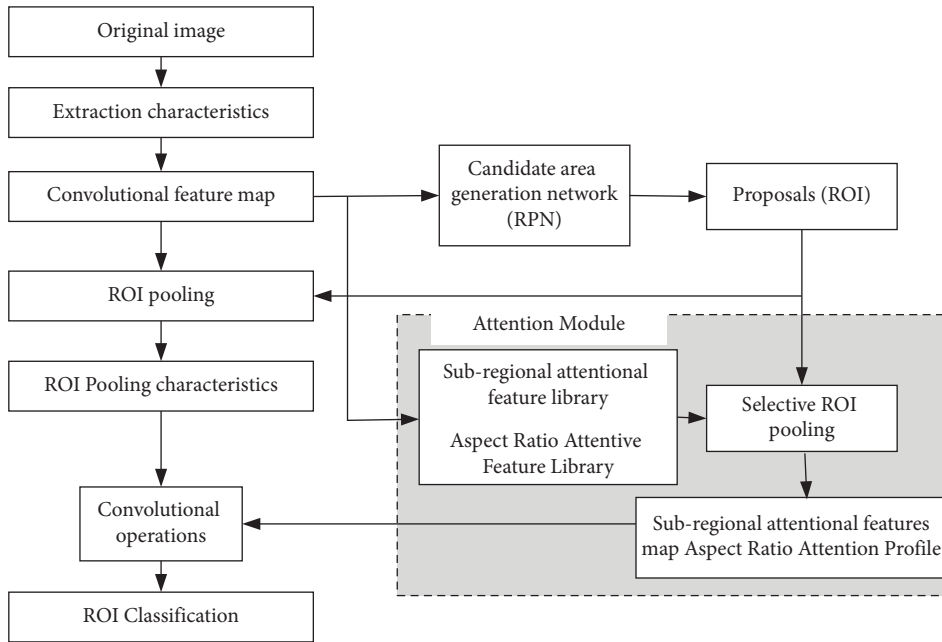 Original image
Extraction characteristics
Convolutional feature map
Candidate area
generation network
(RPN)
Proposals (ROI)
ROI pooling
Attention Module
ROI Pooling characteristics
Sub-regional attentional
feature library
Aspect Ratio Attentive
Feature Library
Selective ROI
pooling
Convolutional
operations
Sub-regional attentional features
map Aspect Ratio Attention Profile
ROI Classification